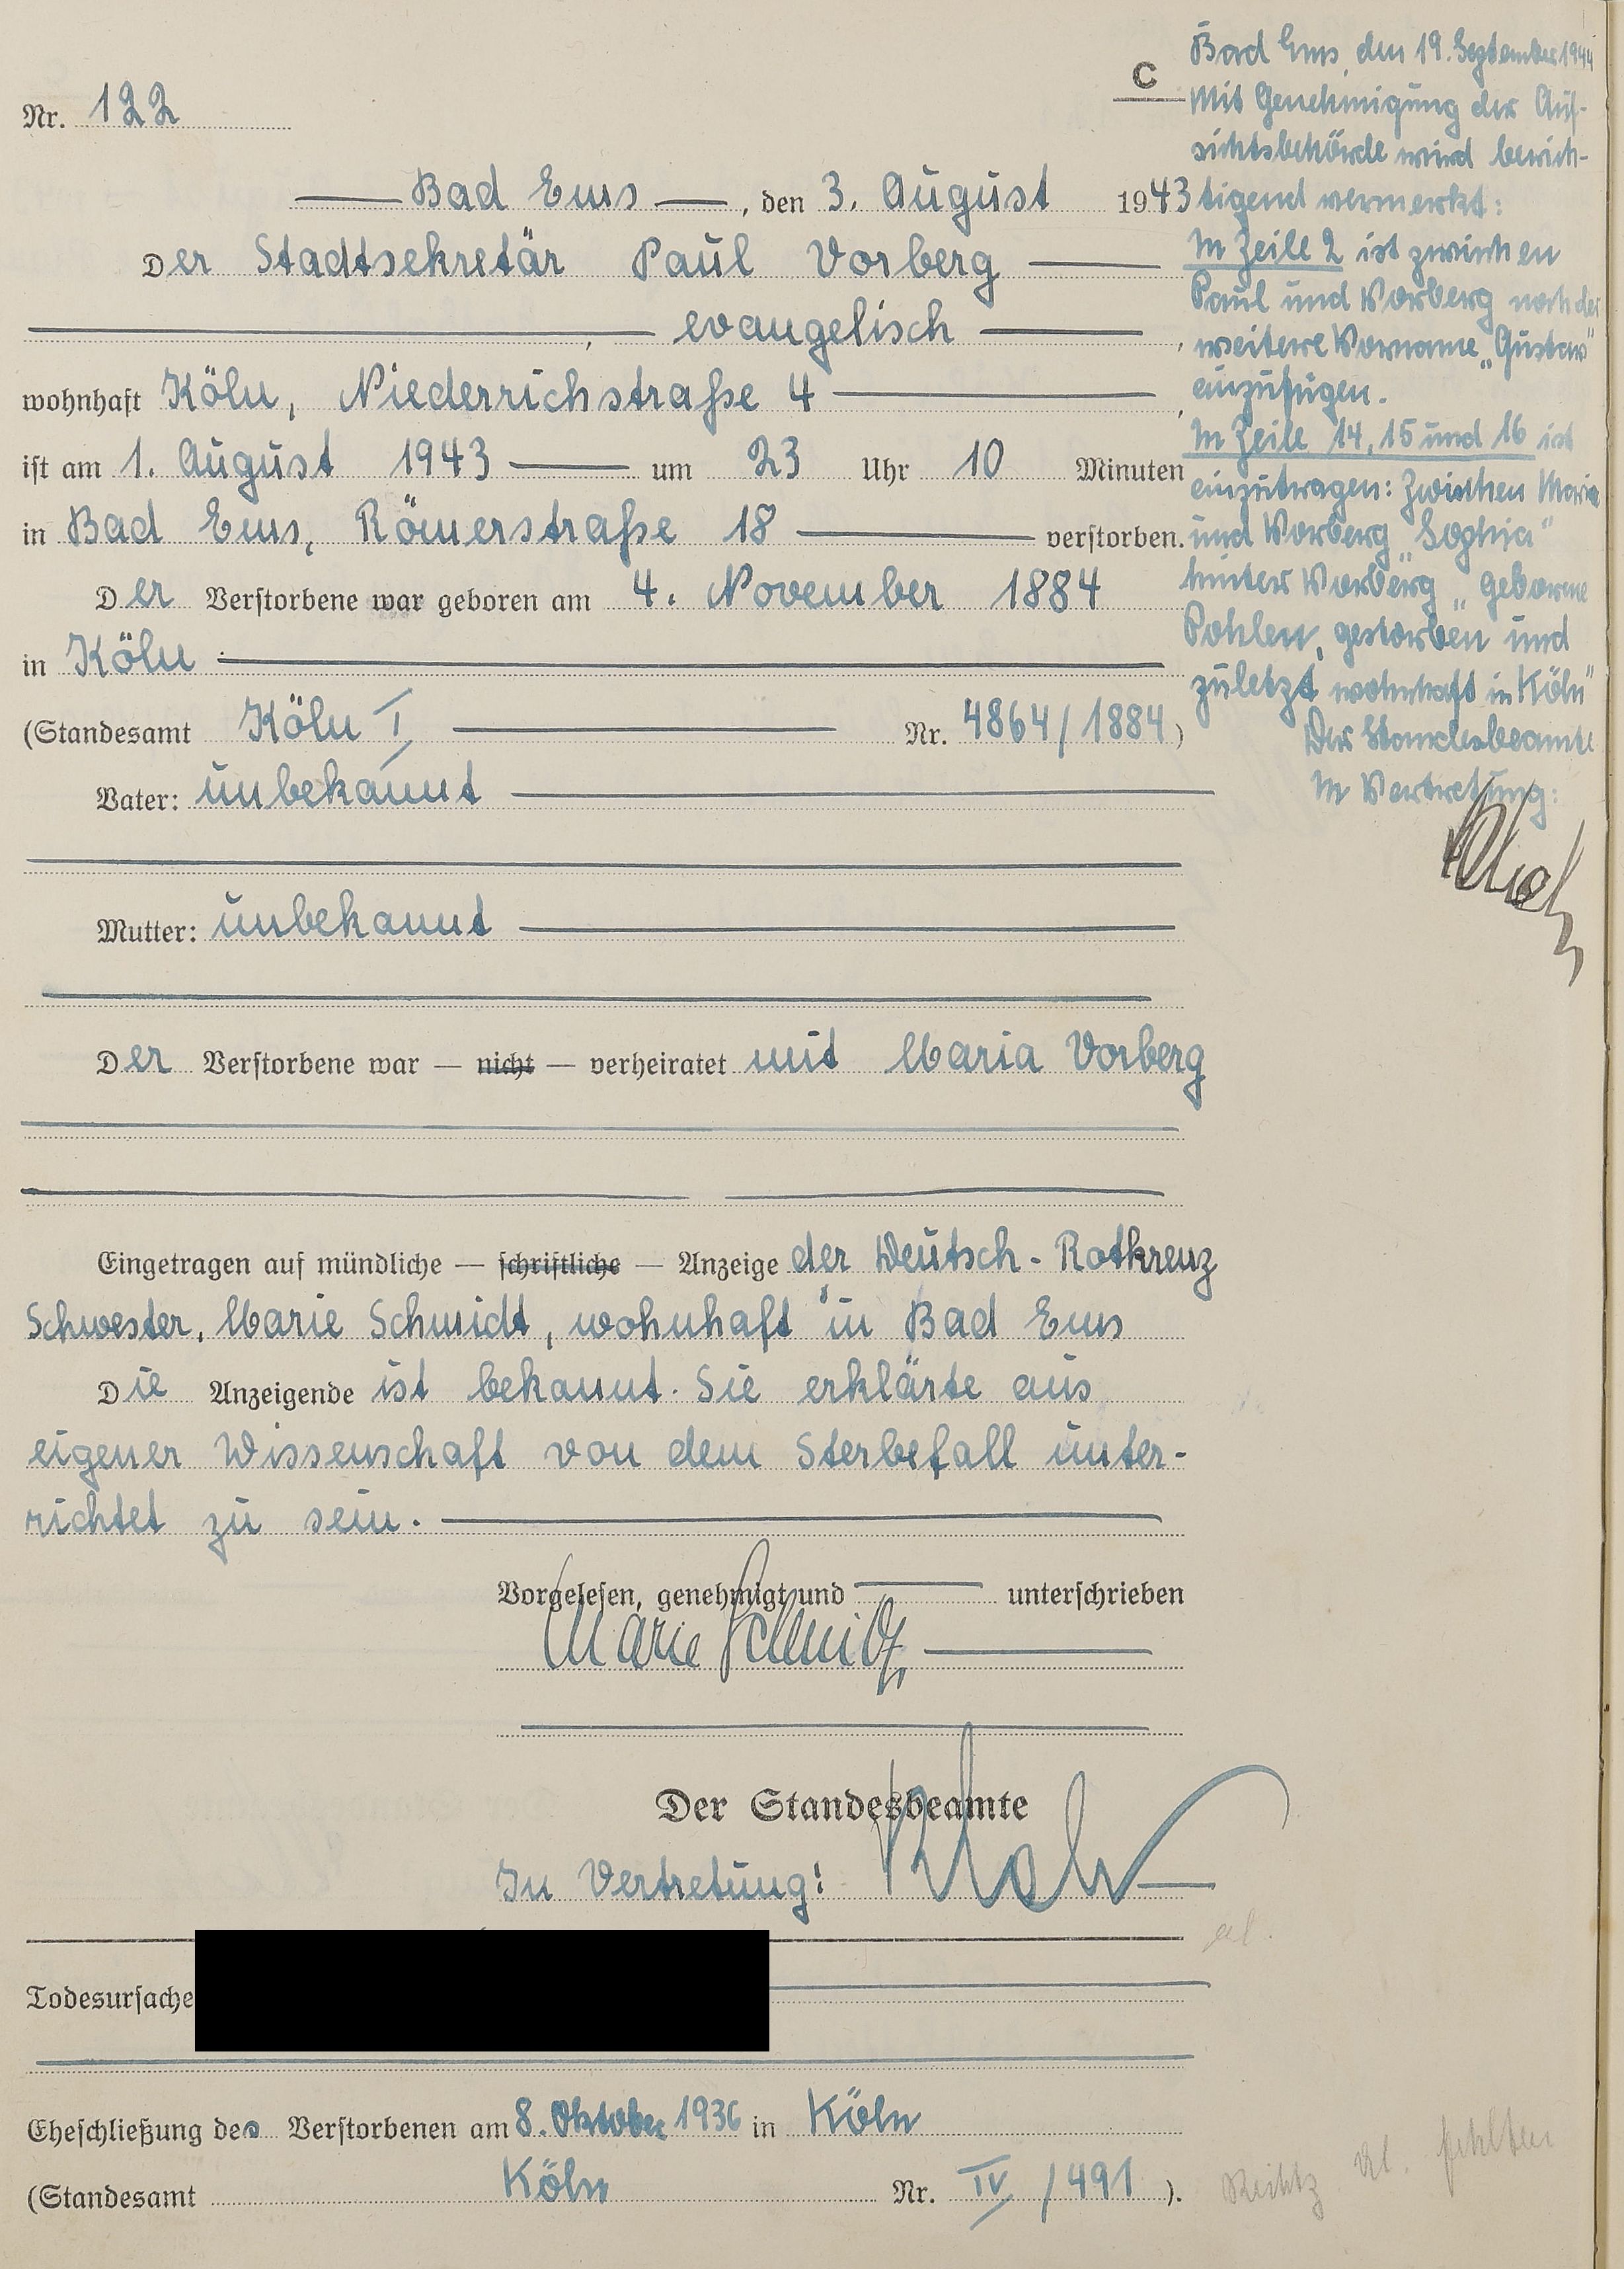 C
Nr. 122
Bad Ems, den 3. August 1943
Der Stadtsekretär Paul Vorberg
, evangelisch ,
wohnhaft Köln, Niederrichstraße 4 ,
ist am 1. August 1943 um 23 Uhr 10 Minuten
in Bad Ems, Römerstraße 18 verstorben.
Der Verstorbene war geboren am 4. November 1884
in Köln
(Standesamt Köln I Nr. 4864/1884)
Vater: unbekannt
Mutter: unbekannt
Der Verstorbene war — nicht — verheiratet mit Maria Vorberg
Eingetragen auf mündliche — schriftliche — Anzeige der Deutsch-Rotkreuz
Schwester, Marie Schmidt, wohnhaft in Bad Ems
Die Anzeigende ist bekannt. Sie erklärte aus
eigener Wissenschaft von dem Sterbefall unter-
richtet zu sein.
Vorgelesen, genehmigt und unterschrieben
Marie Schmidt
Der Standesbeamte
In Vertretung:
Todesursache
Eheschließung des Verstorbenen am 8. Oktober 1936 in Köln
(Standesamt Köln Nr. IV/491).
Bad Ems, den 19. September 1944
Mit Genehmigung der Auf-
sichtsbehörde wird berich-
tigend vermerkt:
In Zeile 2 ist zwischen
Paul und Vorberg noch der
weitere Vorname „Gustav"
einzufügen.
In Zeile 14, 15 und 16 ist
einzutragen: Zwischen Maria
und Vorberg „Sophia"
hinter Vorberg „geborene
Pohlen, gestorben und
zuletzt wohnhaft in Köln"
Der Standesbeamte
In Vertretung: